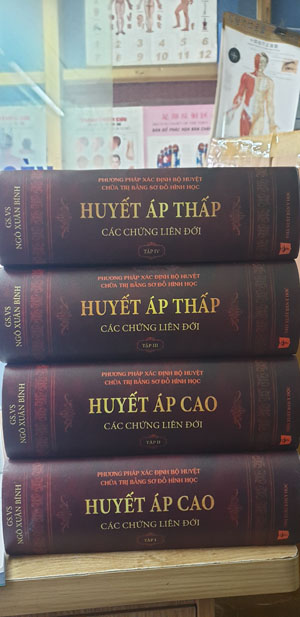 GS.VS
NGÔ XUÂN BÍNH
PHƯƠNG PHÁP XÁC ĐỊNH BỘ HUYỆT
CHỮA TRỊ BẰNG SƠ ĐỒ HÌNH HỌC
HUYẾT ÁP THẤP
CÁC CHỨNG LIÊN ĐỚI
TẬP IV
GS.VS
NGÔ XUÂN BÍNH
PHƯƠNG PHÁP XÁC ĐỊNH BỘ HUYỆT
CHỮA TRỊ BẰNG SƠ ĐỒ HÌNH HỌC
HUYẾT ÁP THẤP
CÁC CHỨNG LIÊN ĐỚI
TẬP III
GS.VS
NGÔ XUÂN BÍNH
PHƯƠNG PHÁP XÁC ĐỊNH BỘ HUYỆT
CHỮA TRỊ BẰNG SƠ ĐỒ HÌNH HỌC
HUYẾT ÁP CAO
CÁC CHỨNG LIÊN ĐỚI
TẬP II
GS.VS
NGÔ XUÂN BÍNH
PHƯƠNG PHÁP XÁC ĐỊNH BỘ HUYỆT
CHỮA TRỊ BẰNG SƠ ĐỒ HÌNH HỌC
HUYẾT ÁP CAO
CÁC CHỨNG LIÊN ĐỚI
TẬP I